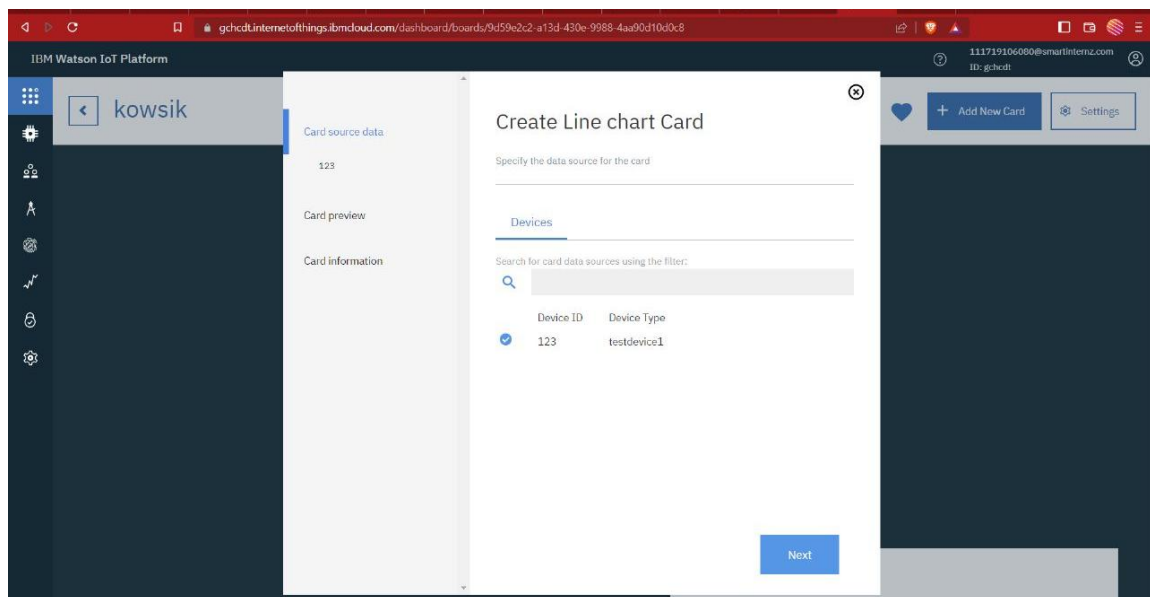 gchcdt.internetofthings.ibmcloud.com/dashboard/boards/9d59e2c2-a13d-430e-9988-4aa90d10d0c8
IBM Watson IoT Platform
111719106080@smartinternz.com
ID: gchcdt
kowsik
+ Add New Card
Settings
Card source data
123
Card preview
Card information
Create Line chart Card
Specify the data source for the card
Devices
Search for card data sources using the filter:
Device ID Device Type
123 testdevice1
Next